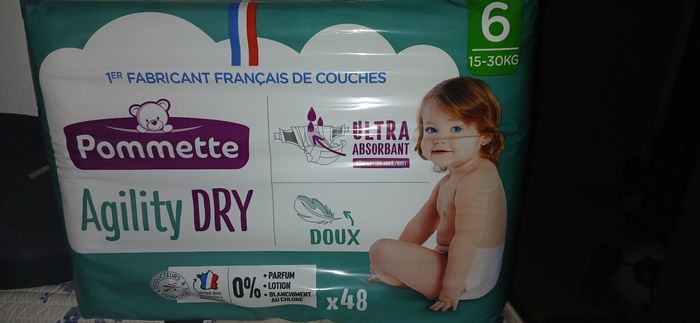 6
15-30KG
1ER FABRICANT FRANÇAIS DE COUCHES
Pommette
ULTRA
ABSORBANT
Agility DRY
DOUX
0%
• PARFUM
• LOTION
• BLANCHIMENT
AU CHLORE
x48